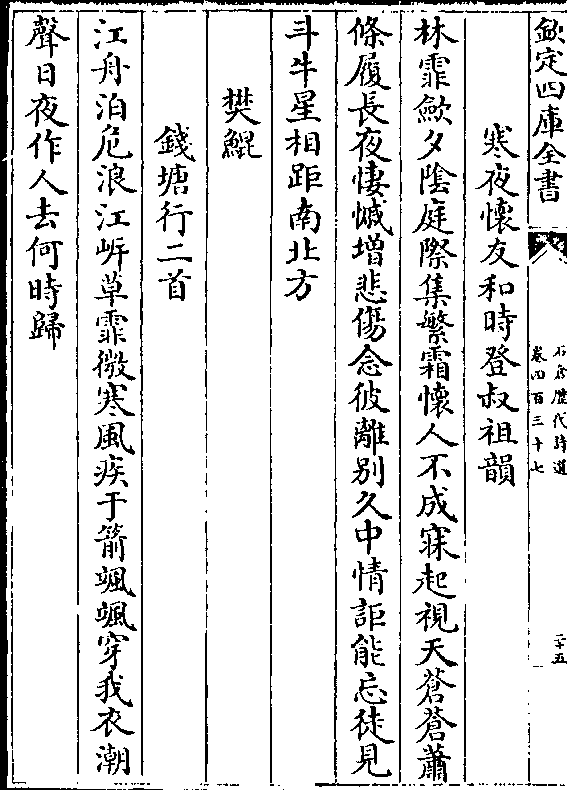 欽定四庫全書
石倉歷代詩選
卷四百三十七
二十五
寒夜懷友和時登叔祖韻
林霏歛夕陰庭際集繁霜懷人不成寐起視天蒼蒼蕭
條履長夜悽慽增悲傷念彼離別久中情詎能忘徒見
斗牛星相距南北方
樊鯤
錢塘行二首
江舟泊危浪江㟁草霏微寒風疾于箭颯颯穿我衣潮
聲日夜作人去何時歸